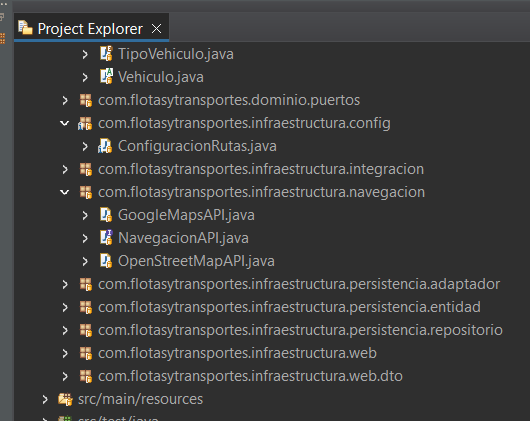 Project Explorer
TipoVehiculo.java
Vehiculo.java
com.flotasytransportes.dominio.puertos
com.flotasytransportes.infraestructura.config
ConfiguracionRutas.java
com.flotasytransportes.infraestructura.integracion
com.flotasytransportes.infraestructura.navegacion
GoogleMapsAPI.java
NavegacionAPI.java
OpenStreetMapAPI.java
com.flotasytransportes.infraestructura.persistencia.adaptador
com.flotasytransportes.infraestructura.persistencia.entidad
com.flotasytransportes.infraestructura.persistencia.repositorio
com.flotasytransportes.infraestructura.web
com.flotasytransportes.infraestructura.web.dto
src/main/resources
src/test/java